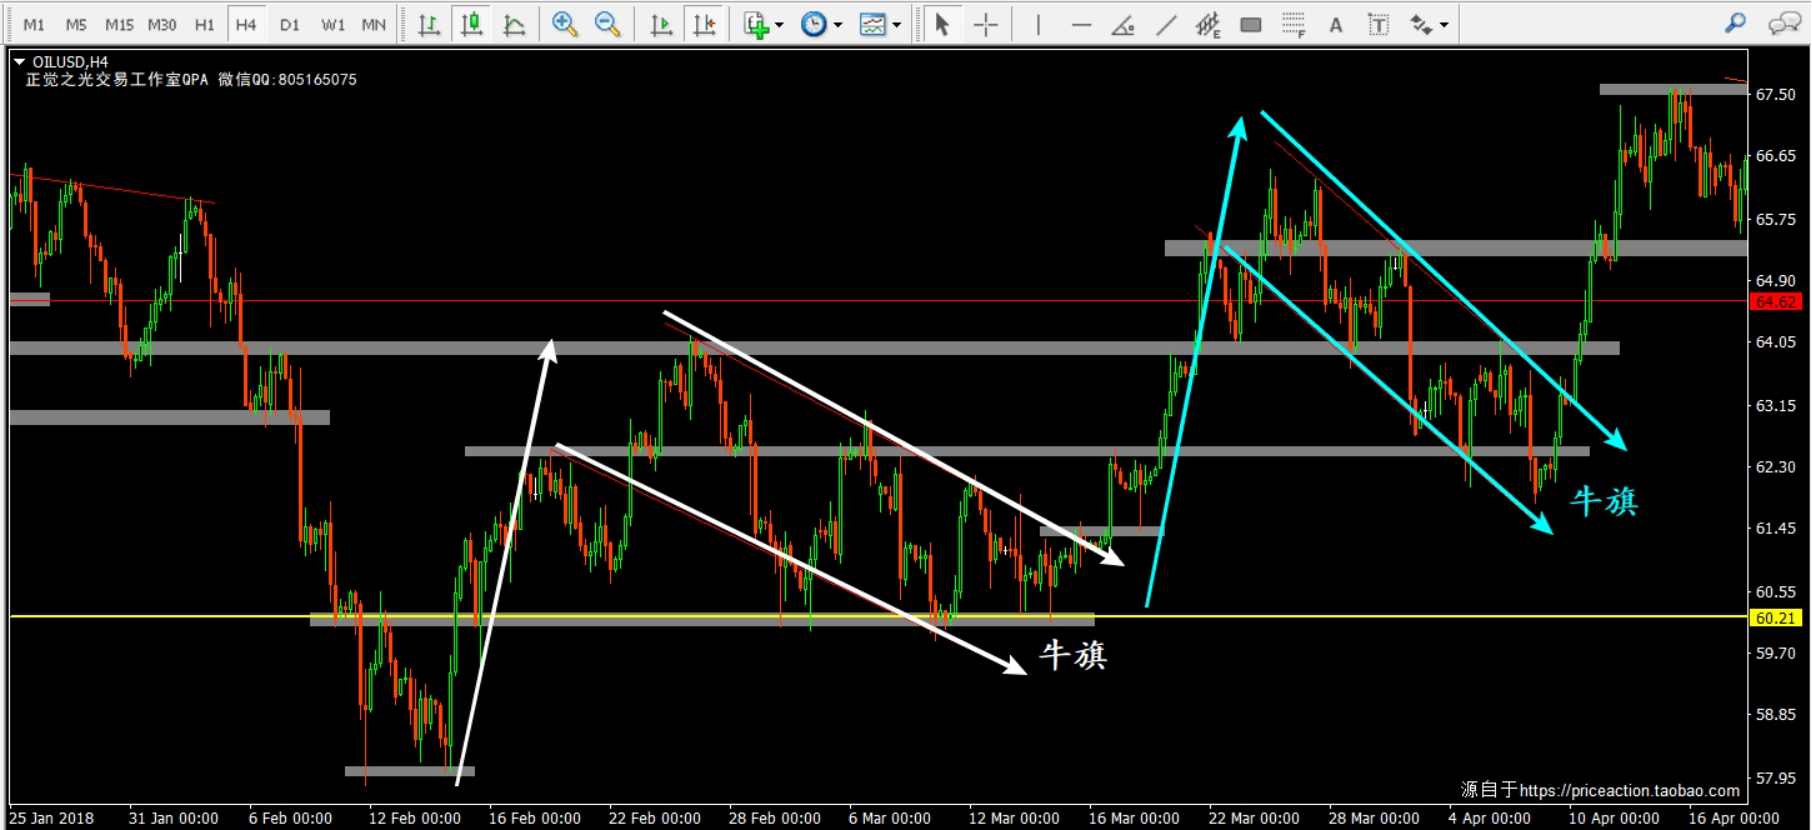 M1 M5 M15 M30 H1 H4 D1 W1 MN
OILUSD,H4
正觉之光交易工作室QPA 微信QQ:805165075
67.50
66.65
65.75
64.90
64.62
64.05
63.15
62.30
牛旗
61.45
60.55
60.21
牛旗
59.70
58.85
57.95
源自于https://priceaction.taobao.com
25 Jan 2018 31 Jan 00:00 6 Feb 00:00 12 Feb 00:00 16 Feb 00:00 22 Feb 00:00 28 Feb 00:00 6 Mar 00:00 12 Mar 00:00 16 Mar 00:00 22 Mar 00:00 28 Mar 00:00 4 Apr 00:00 10 Apr 00:00 16 Apr 00:00